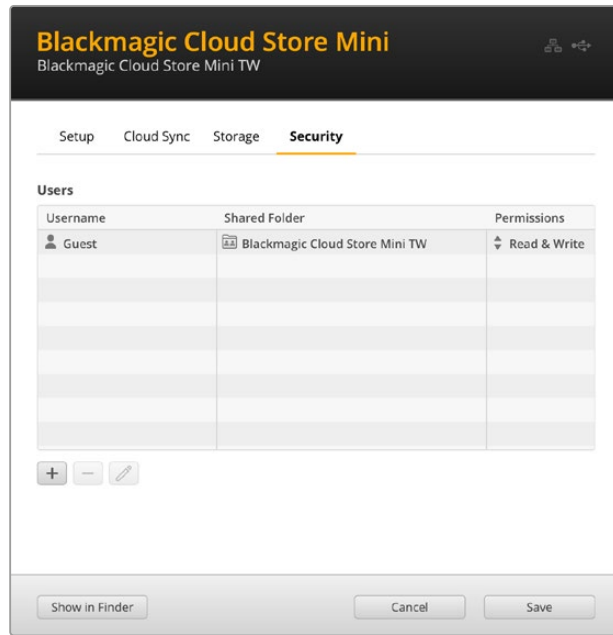 Blackmagic Cloud Store Mini
Blackmagic Cloud Store Mini TW
Setup Cloud Sync Storage Security
Users
Username Shared Folder Permissions
Guest Blackmagic Cloud Store Mini TW Read & Write
Show in Finder Cancel Save